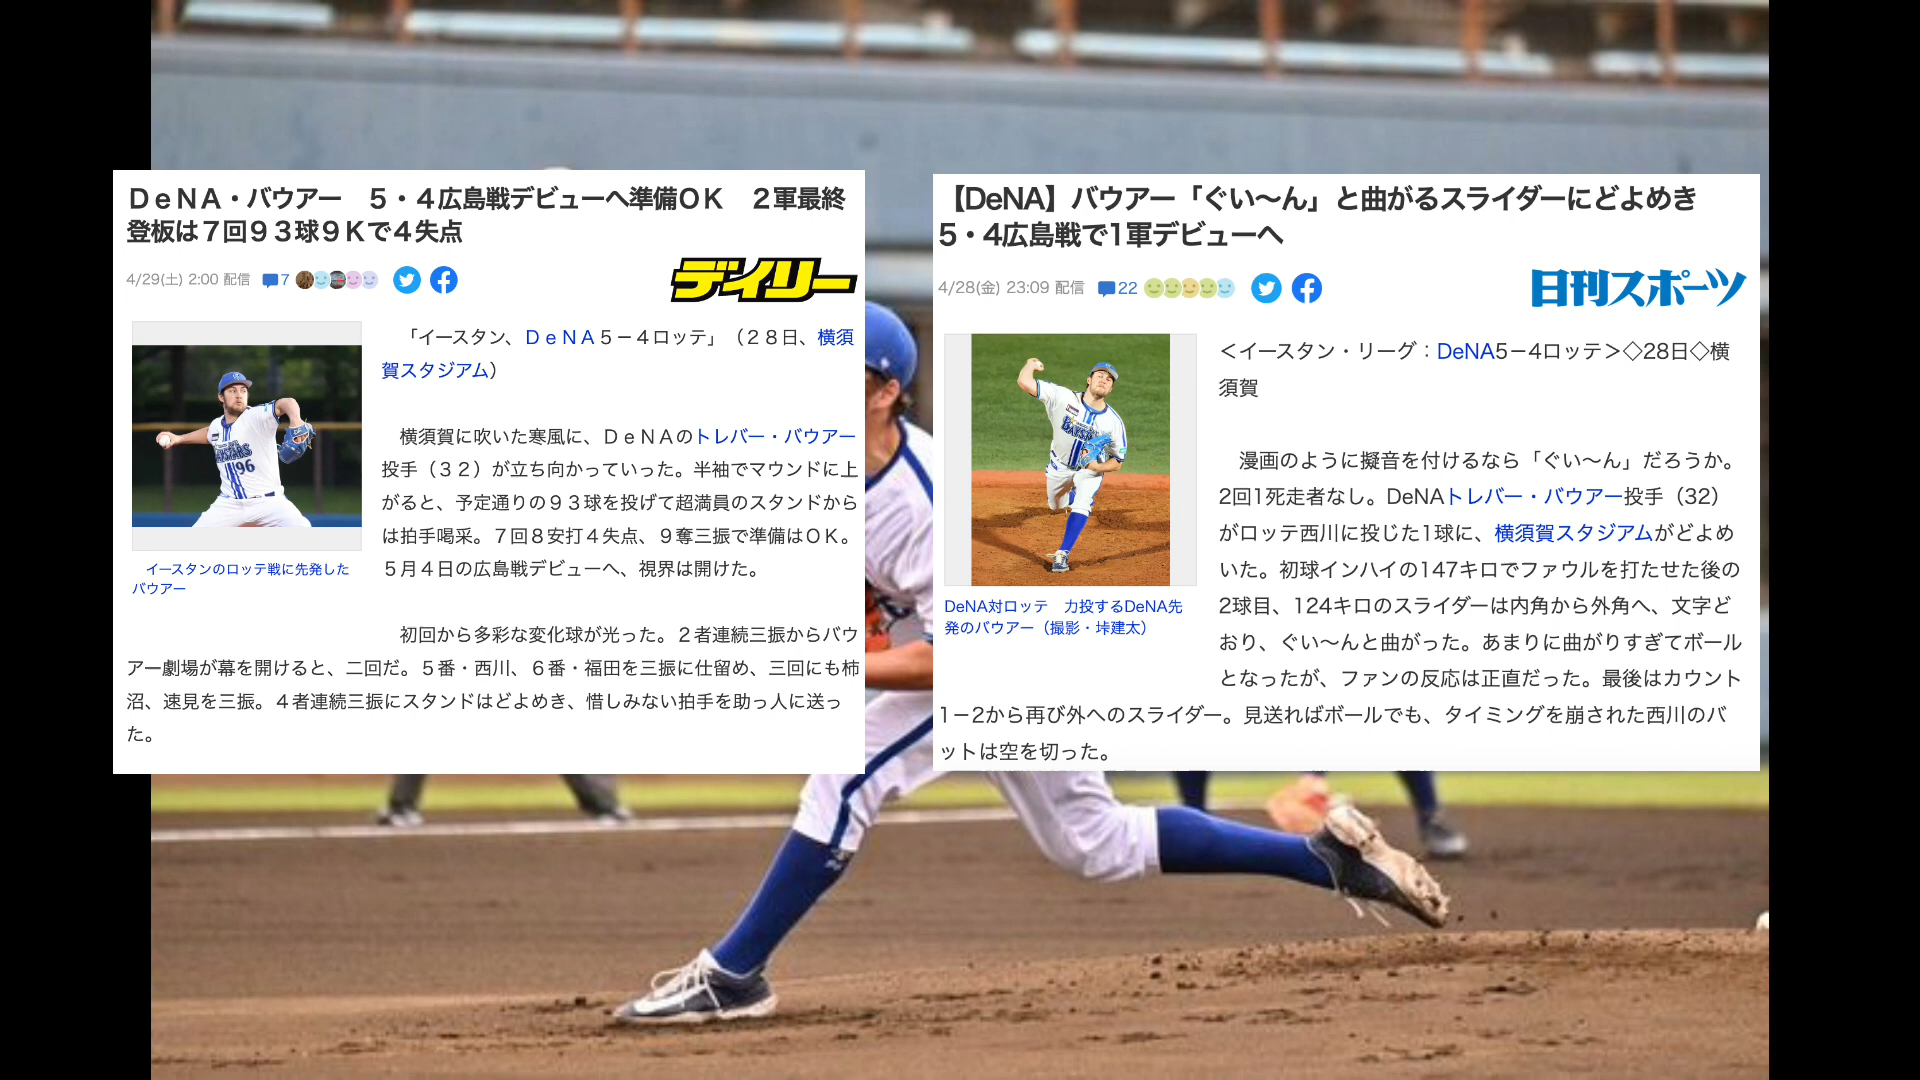 ＤｅＮＡ・バウアー　５・４広島戦デビューへ準備ＯＫ　２軍最終
登板は７回９３球９Ｋで４失点
4/29(土) 2:00 配信 7
デイリー
BAYSTARS
96
イースタンのロッテ戦に先発した
バウアー
「イースタン、ＤｅＮＡ５－４ロッテ」（２８日、横須
賀スタジアム）
横須賀に吹いた寒風に、ＤｅＮＡのトレバー・バウアー
投手（３２）が立ち向かっていった。半袖でマウンドに上
がると、予定通りの９３球を投げて超満員のスタンドから
は拍手喝采。７回８安打４失点、９奪三振で準備はＯＫ。
５月４日の広島戦デビューへ、視界は開けた。
初回から多彩な変化球が光った。２者連続三振からバウ
アー劇場が幕を開けると、二回だ。５番・西川、６番・福田を三振に仕留め、三回にも柿
沼、速見を三振。４者連続三振にスタンドはどよめき、惜しみない拍手を助っ人に送っ
た。
【DeNA】バウアー「ぐい〜ん」と曲がるスライダーにどよめき
5・4広島戦で1軍デビューへ
4/28(金) 23:09 配信 22
日刊スポーツ
BAYSTARS
DeNA対ロッテ　力投するDeNA先
発のバウアー（撮影・垰建太）
＜イースタン・リーグ：DeNA5－4ロッテ＞◇28日◇横
須賀
漫画のように擬音を付けるなら「ぐい〜ん」だろうか。
2回1死走者なし。DeNAトレバー・バウアー投手（32）
がロッテ西川に投じた1球に、横須賀スタジアムがどよめ
いた。初球インハイの147キロでファウルを打たせた後の
2球目、124キロのスライダーは内角から外角へ、文字ど
おり、ぐい〜んと曲がった。あまりに曲がりすぎてボール
となったが、ファンの反応は正直だった。最後はカウント
1－2から再び外へのスライダー。見送ればボールでも、タイミングを崩された西川のバ
ットは空を切った。